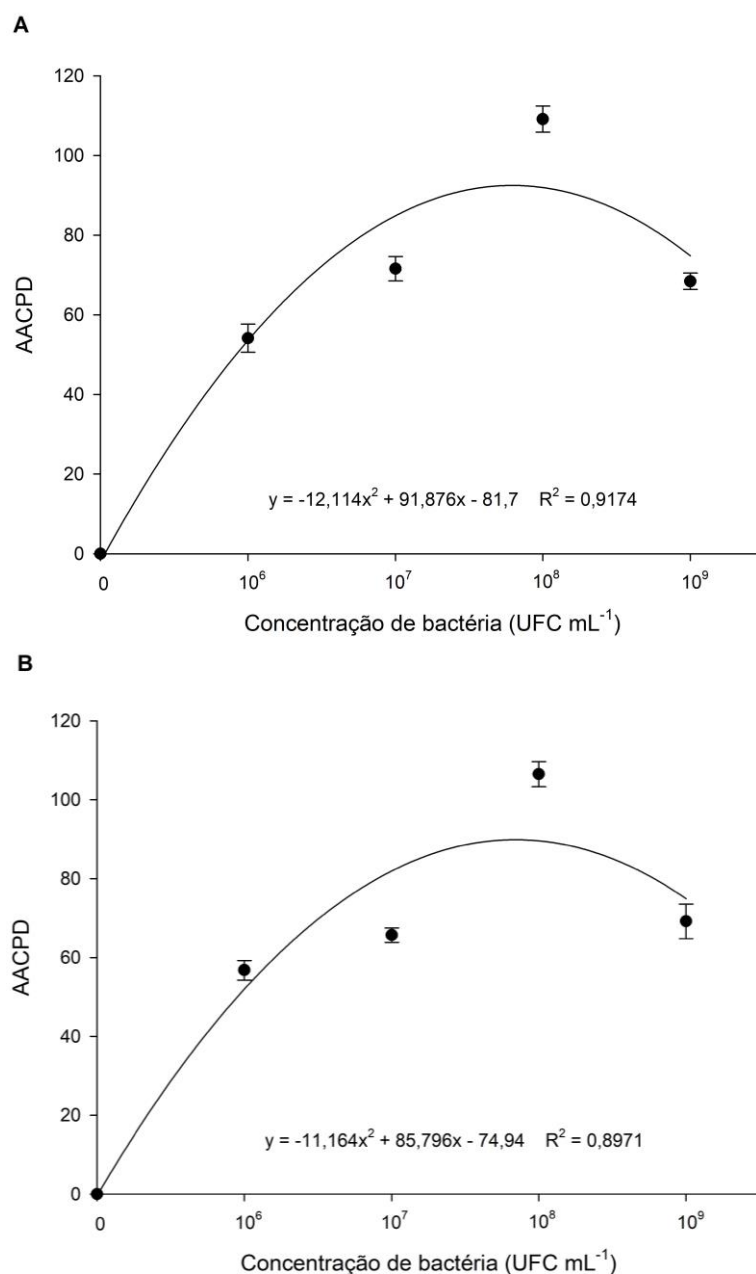 A
120
100
80
60
40
20
0
AACPD
y = -12,114x² + 91,876x - 81,7 R² = 0,9174
0 10⁶ 10⁷ 10⁸ 10⁹
Concentração de bactéria (UFC mL⁻¹)
B
120
100
80
60
40
20
0
AACPD
y = -11,164x² + 85,796x - 74,94 R² = 0,8971
0 10⁶ 10⁷ 10⁸ 10⁹
Concentração de bactéria (UFC mL⁻¹)